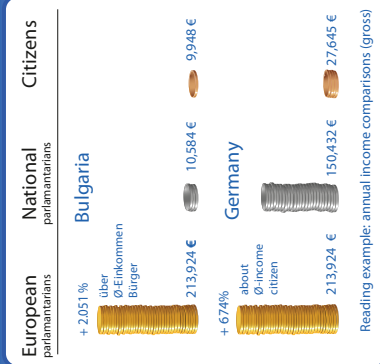 European
parlamantarians
National
parlamantarians
Citizens
Bulgaria
+ 2.051 %
über
Ø-Einkommen
Bürger
213,924 €
10,584 €
9,948 €
Germany
+ 674%
about
Ø-income
citizen
213,924 €
150,432 €
27,645 €
Reading example: annual income comparisons (gross)